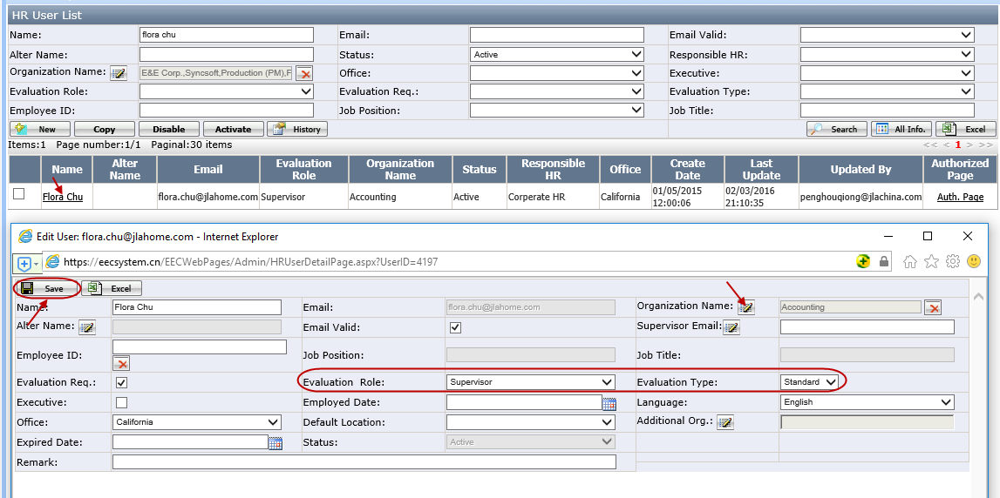 HR User List
Name: flora chu Email: Email Valid:
Alter Name: Status: Active Responsible HR:
Organization Name: E&E Corp.,Syncsoft,Production (PM),F Office: Executive:
Evaluation Role: Evaluation Req.: Evaluation Type:
Employee ID: Job Position: Job Title:
New Copy Disable Activate History Search All Info. Excel
Items:1 Page number:1/1 Paginal:30 items << < 1 > >>
Name Alter Name Email Evaluation Role Organization Name Status Responsible HR Office Create Date Last Update Updated By Authorized Page
Flora Chu flora.chu@jlahome.com Supervisor Accounting Active Corperate HR California 01/05/2015 12:00:06 02/03/2016 21:10:35 penghouqiong@jlachina.com Auth. Page
Edit User: flora.chu@jlahome.com - Internet Explorer
https://eecsystem.cn/EECWebPages/Admin/HRUserDetailPage.aspx?UserID=4197
Save Excel
Name: Flora Chu Email: flora.chu@jlahome.com Organization Name: Accounting
Alter Name: Email Valid: Supervisor Email:
Employee ID: Job Position: Job Title:
Evaluation Req.: Evaluation Role: Supervisor Evaluation Type: Standard
Executive: Employed Date: Language: English
Office: California Default Location: Additional Org.:
Expired Date: Status: Active
Remark: